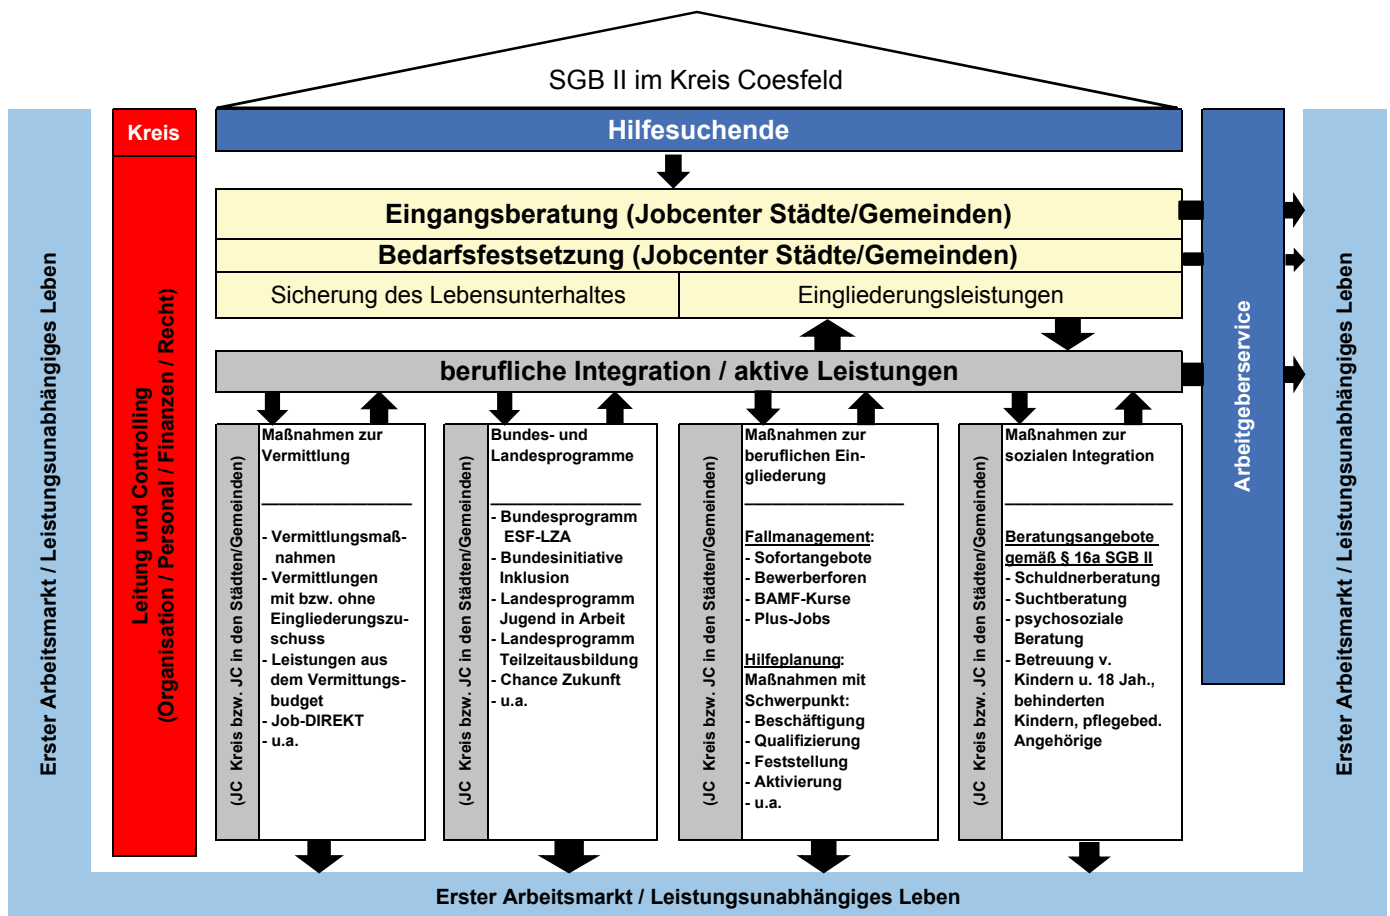 SGB II im Kreis Coesfeld
Hilfesuchende
Kreis
Leitung und Controlling
(Organisation / Personal / Finanzen / Recht)
Erster Arbeitsmarkt / Leistungsunabhängiges Leben
Eingangsberatung (Jobcenter Städte/Gemeinden)
Bedarfsfestsetzung (Jobcenter Städte/Gemeinden)
Sicherung des Lebensunterhaltes
Eingliederungsleistungen
berufliche Integration / aktive Leistungen
(JC Kreis bzw. JC in den Städten/Gemeinden)
Maßnahmen zur
Vermittlung
- Vermittlungsmaß-
nahmen
- Vermittlungen
mit bzw. ohne
Eingliederungszu-
schuss
- Leistungen aus
dem Vermittungs-
budget
- Job-DIREKT
- u.a.
(JC Kreis bzw. JC in den Städten/Gemeinden)
Bundes- und
Landesprogramme
- Bundesprogramm
ESF-LZA
- Bundesinitiative
Inklusion
- Landesprogramm
Jugend in Arbeit
- Landesprogramm
Teilzeitausbildung
- Chance Zukunft
- u.a.
(JC Kreis bzw. JC in den Städten/Gemeinden)
Maßnahmen zur
beruflichen Ein-
gliederung
Fallmanagement:
- Sofortangebote
- Bewerberforen
- BAMF-Kurse
- Plus-Jobs
Hilfeplanung:
Maßnahmen mit
Schwerpunkt:
- Beschäftigung
- Qualifizierung
- Feststellung
- Aktivierung
- u.a.
(JC Kreis bzw. JC in den Städten/Gemeinden)
Maßnahmen zur
sozialen Integration
Beratungsangebote
gemäß § 16a SGB II
- Schuldnerberatung
- Suchtberatung
- psychosoziale
Beratung
- Betreuung v.
Kindern u. 18 Jah.,
behinderten
Kindern, pflegebed.
Angehörige
Arbeitgeberservice
Erster Arbeitsmarkt / Leistungsunabhängiges Leben
Erster Arbeitsmarkt / Leistungsunabhängiges Leben